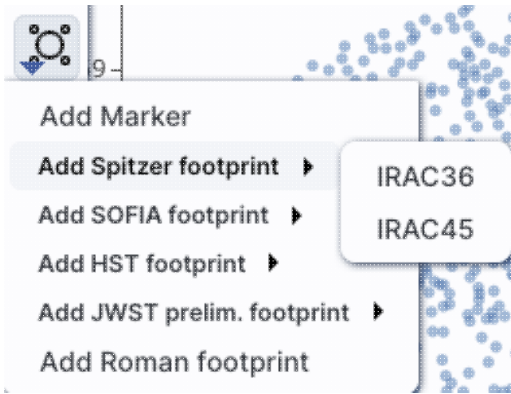 9
Add Marker
Add Spitzer footprint
IRAC36
Add SOFIA footprint
IRAC45
Add HST footprint
Add JWST prelim. footprint
Add Roman footprint